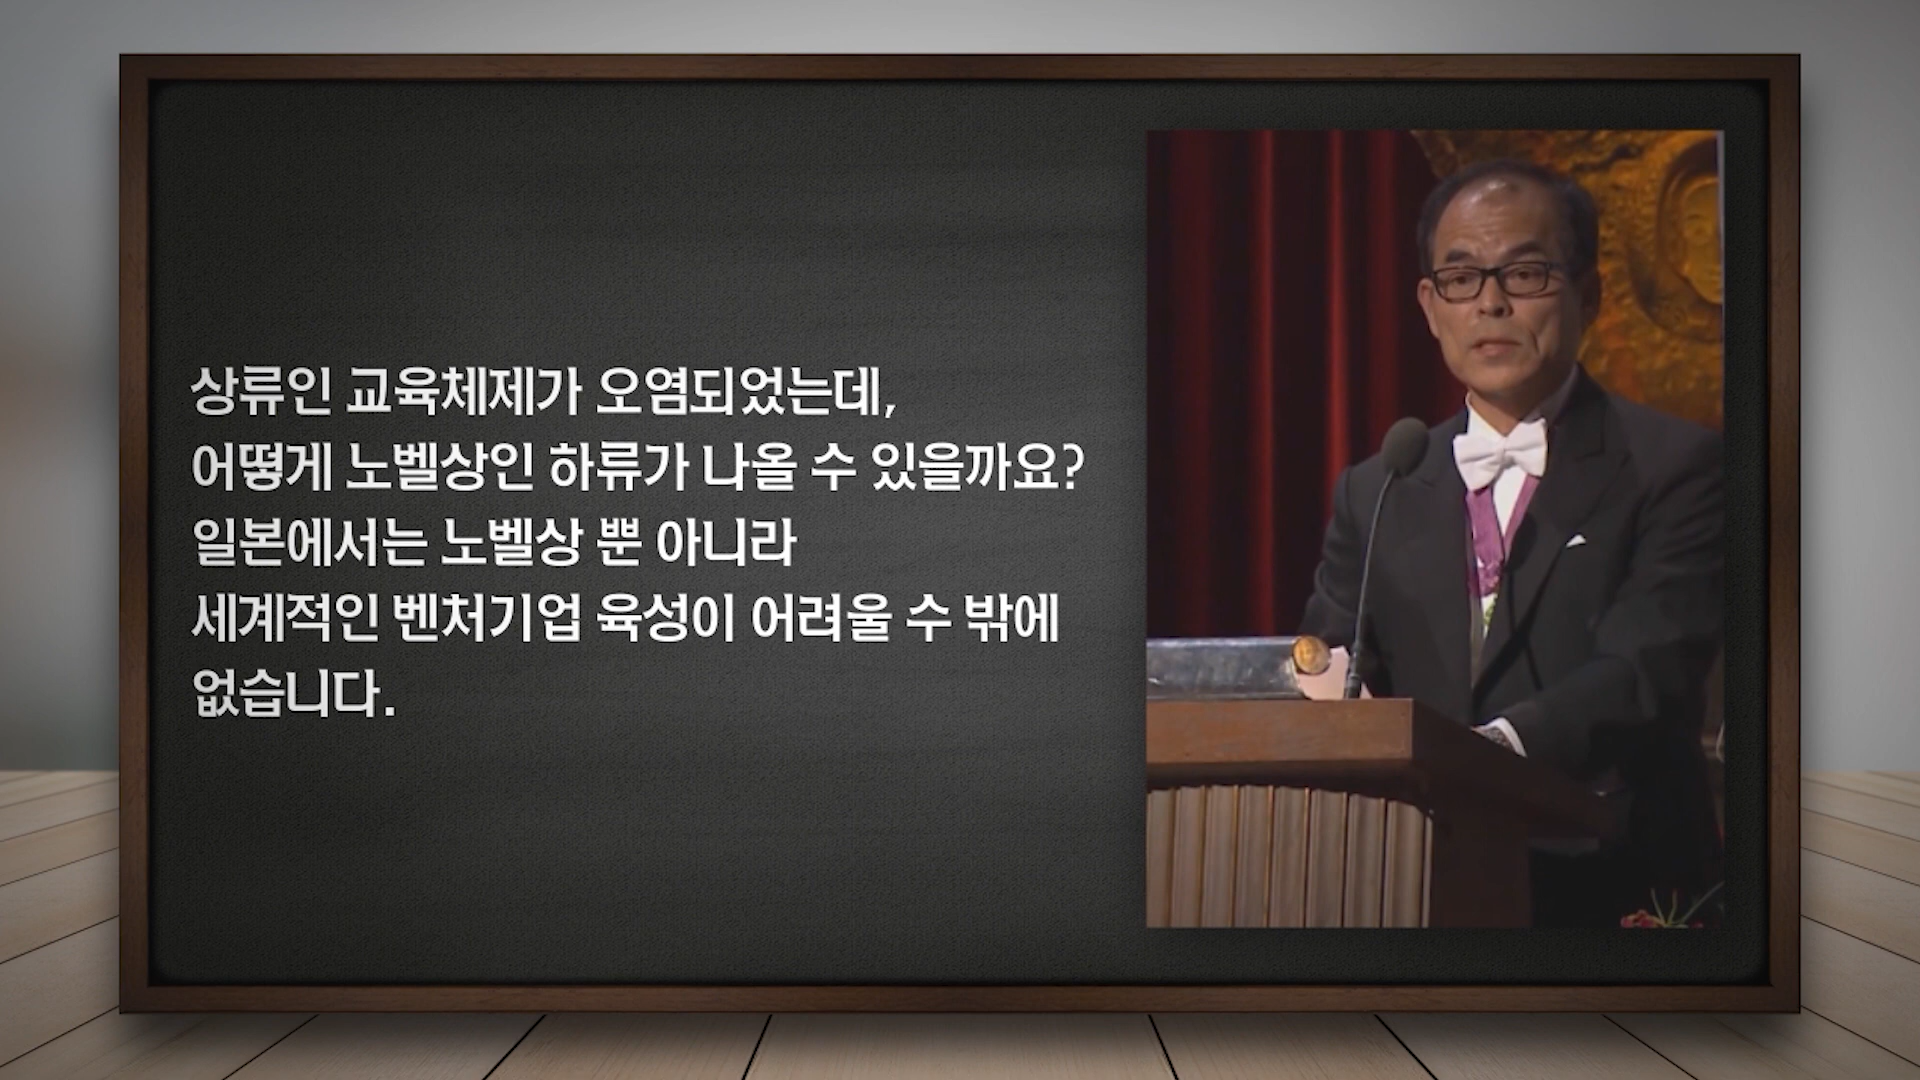 상류인 교육체제가 오염되었는데,
어떻게 노벨상인 하류가 나올 수 있을까요?
일본에서는 노벨상 뿐 아니라
세계적인 벤처기업 육성이 어려울 수 밖에
없습니다.